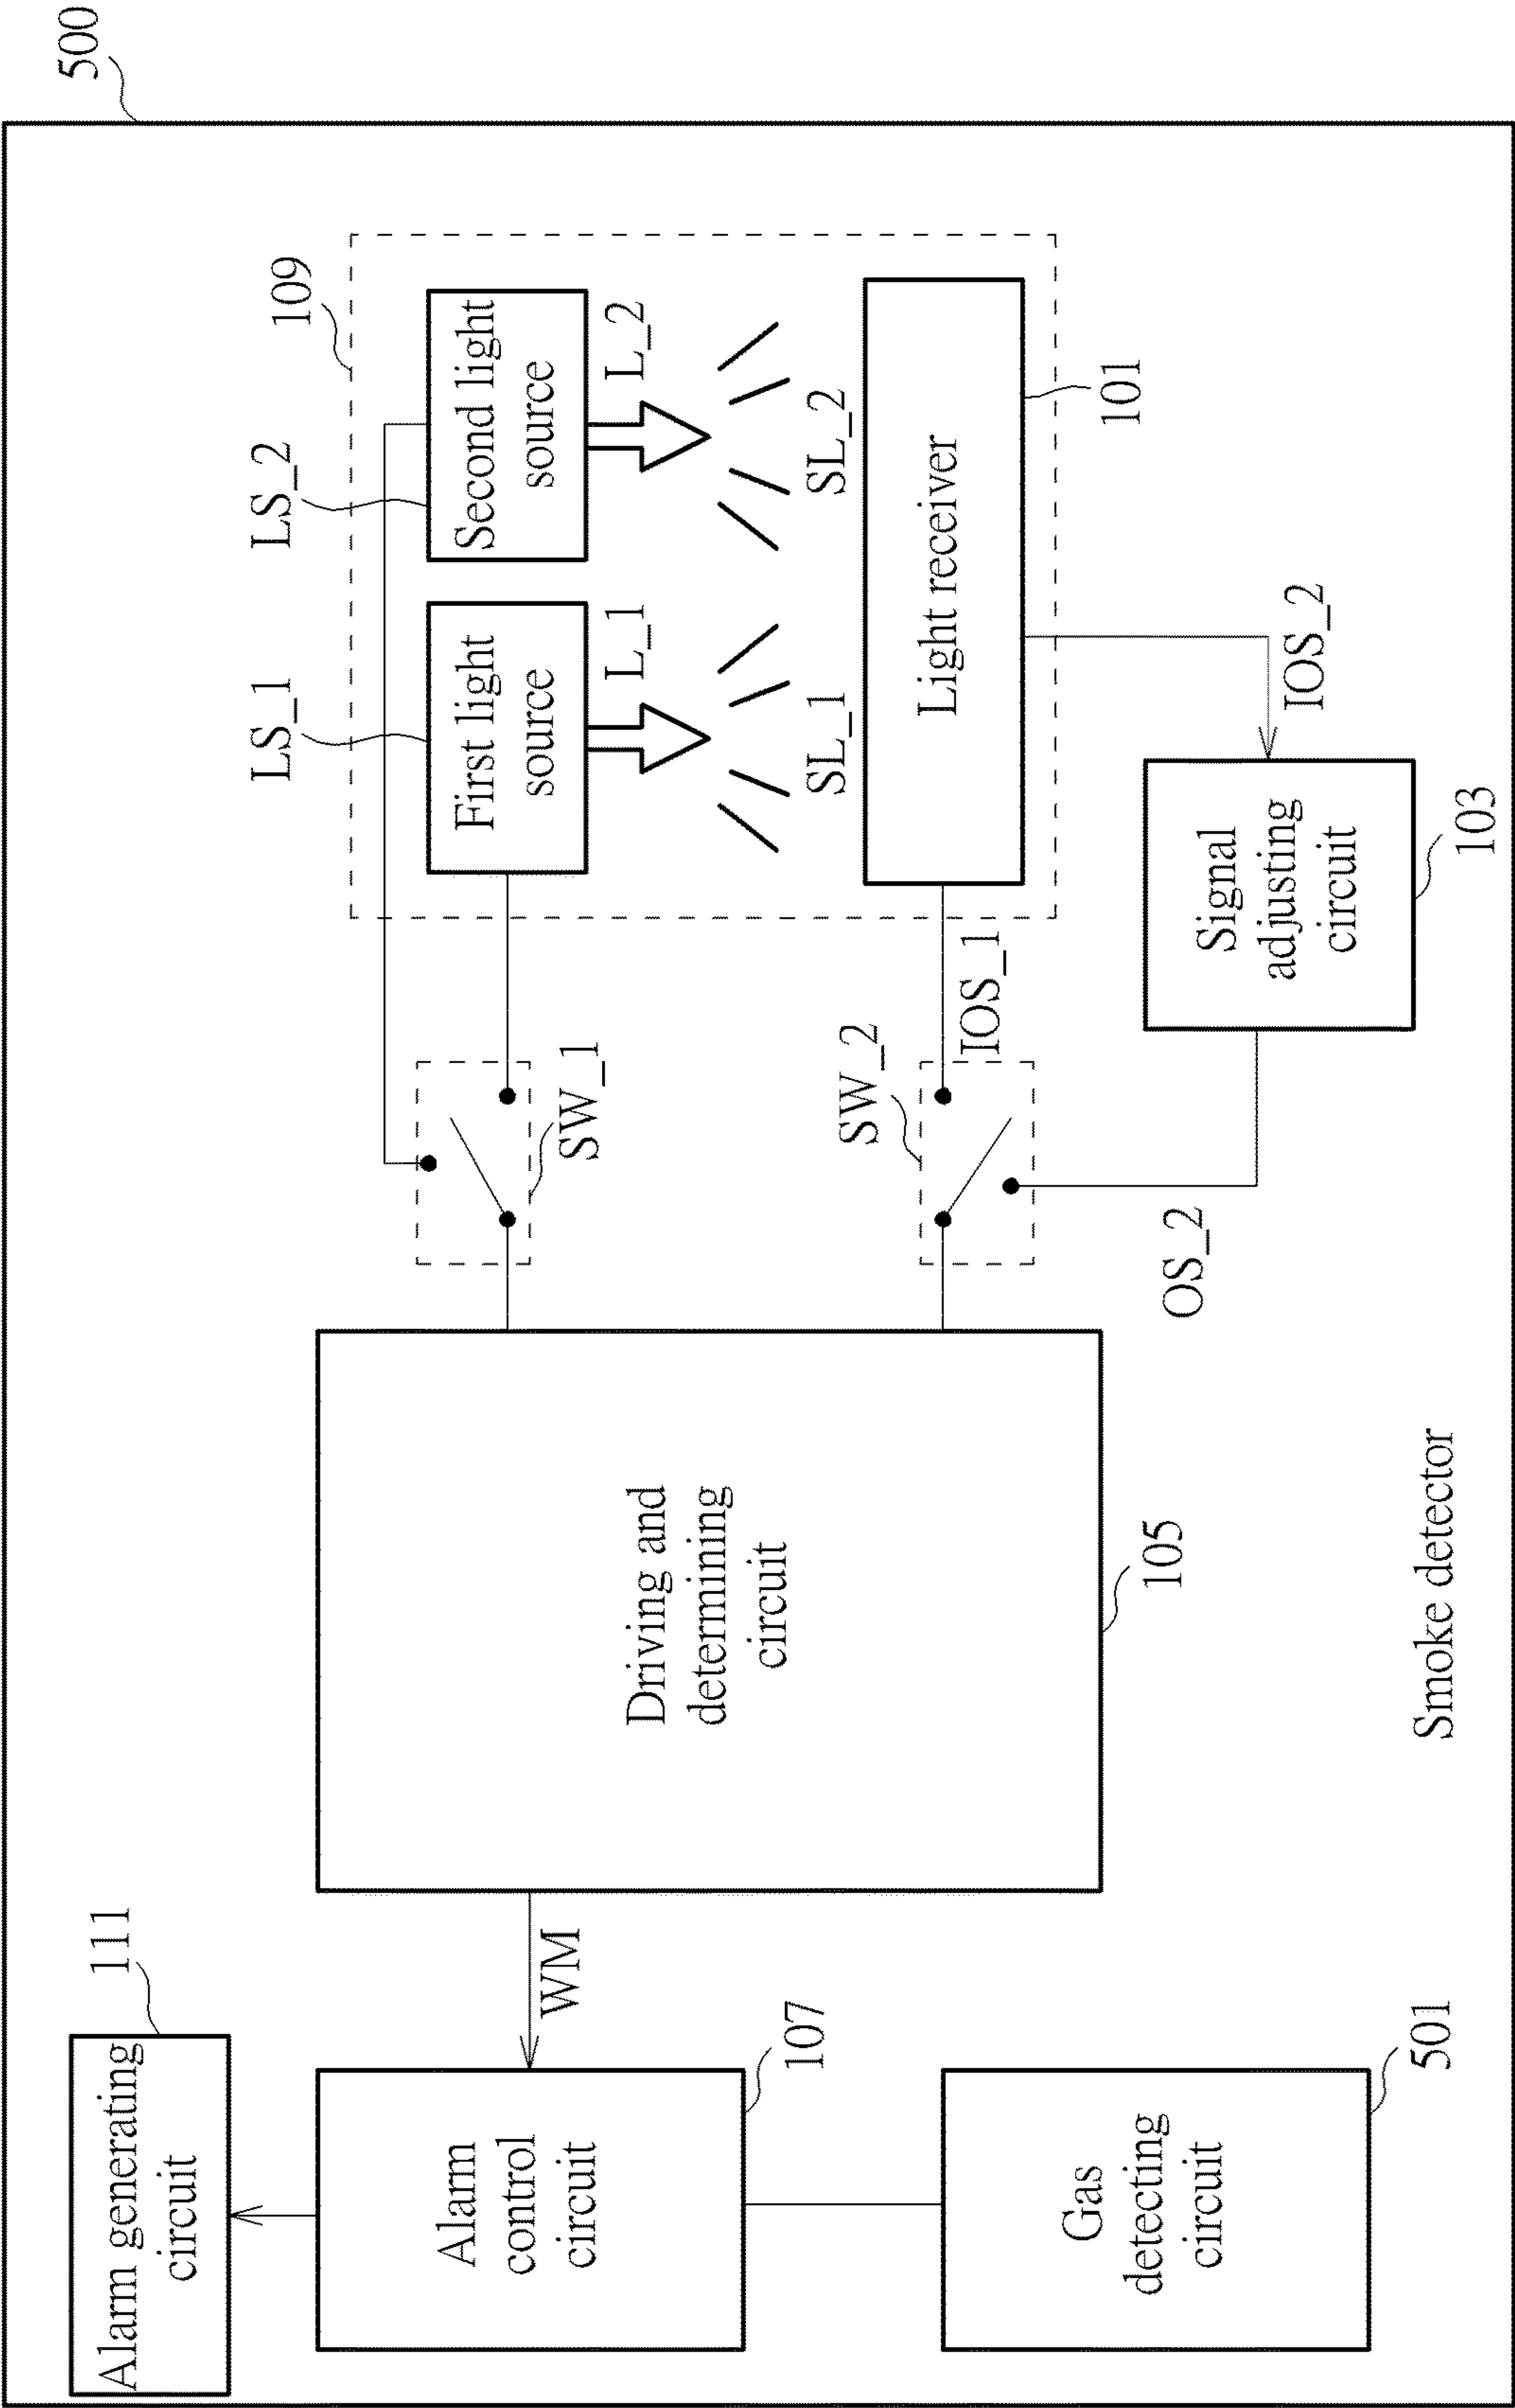 500
111
Alarm generating
circuit
LS_1
LS_2
109
First light
source
Second light
source
L_1
L_2
Alarm
control
circuit
107
WM
Driving and
determining
circuit
105
SW_1
SL_1
SL_2
SW_2
IOS_1
Light receiver
101
Gas
detecting
circuit
501
OS_2
Signal
adjusting
circuit
103
IOS_2
Smoke detector